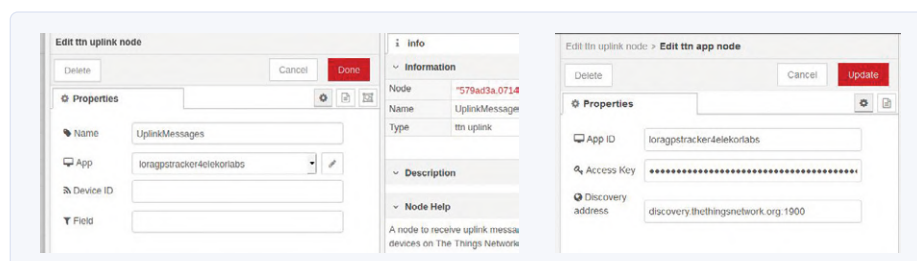 Edit ttn uplink node
Delete
Cancel
Done
Properties
Name
UplinkMessages
App
loragpstracker4elekorlabs
Device ID
Field
i info
Information
Node
"579ad3a.0714
Name
UplinkMessages
Type
ttn uplink
Description
Node Help
A node to receive uplink messa
devices on The Things Network
Edit ttn uplink node > Edit ttn app node
Delete
Cancel
Update
Properties
App ID
loragpstracker4elekorlabs
Access Key
Discovery
address
discovery.thethingsnetwork.org:1900